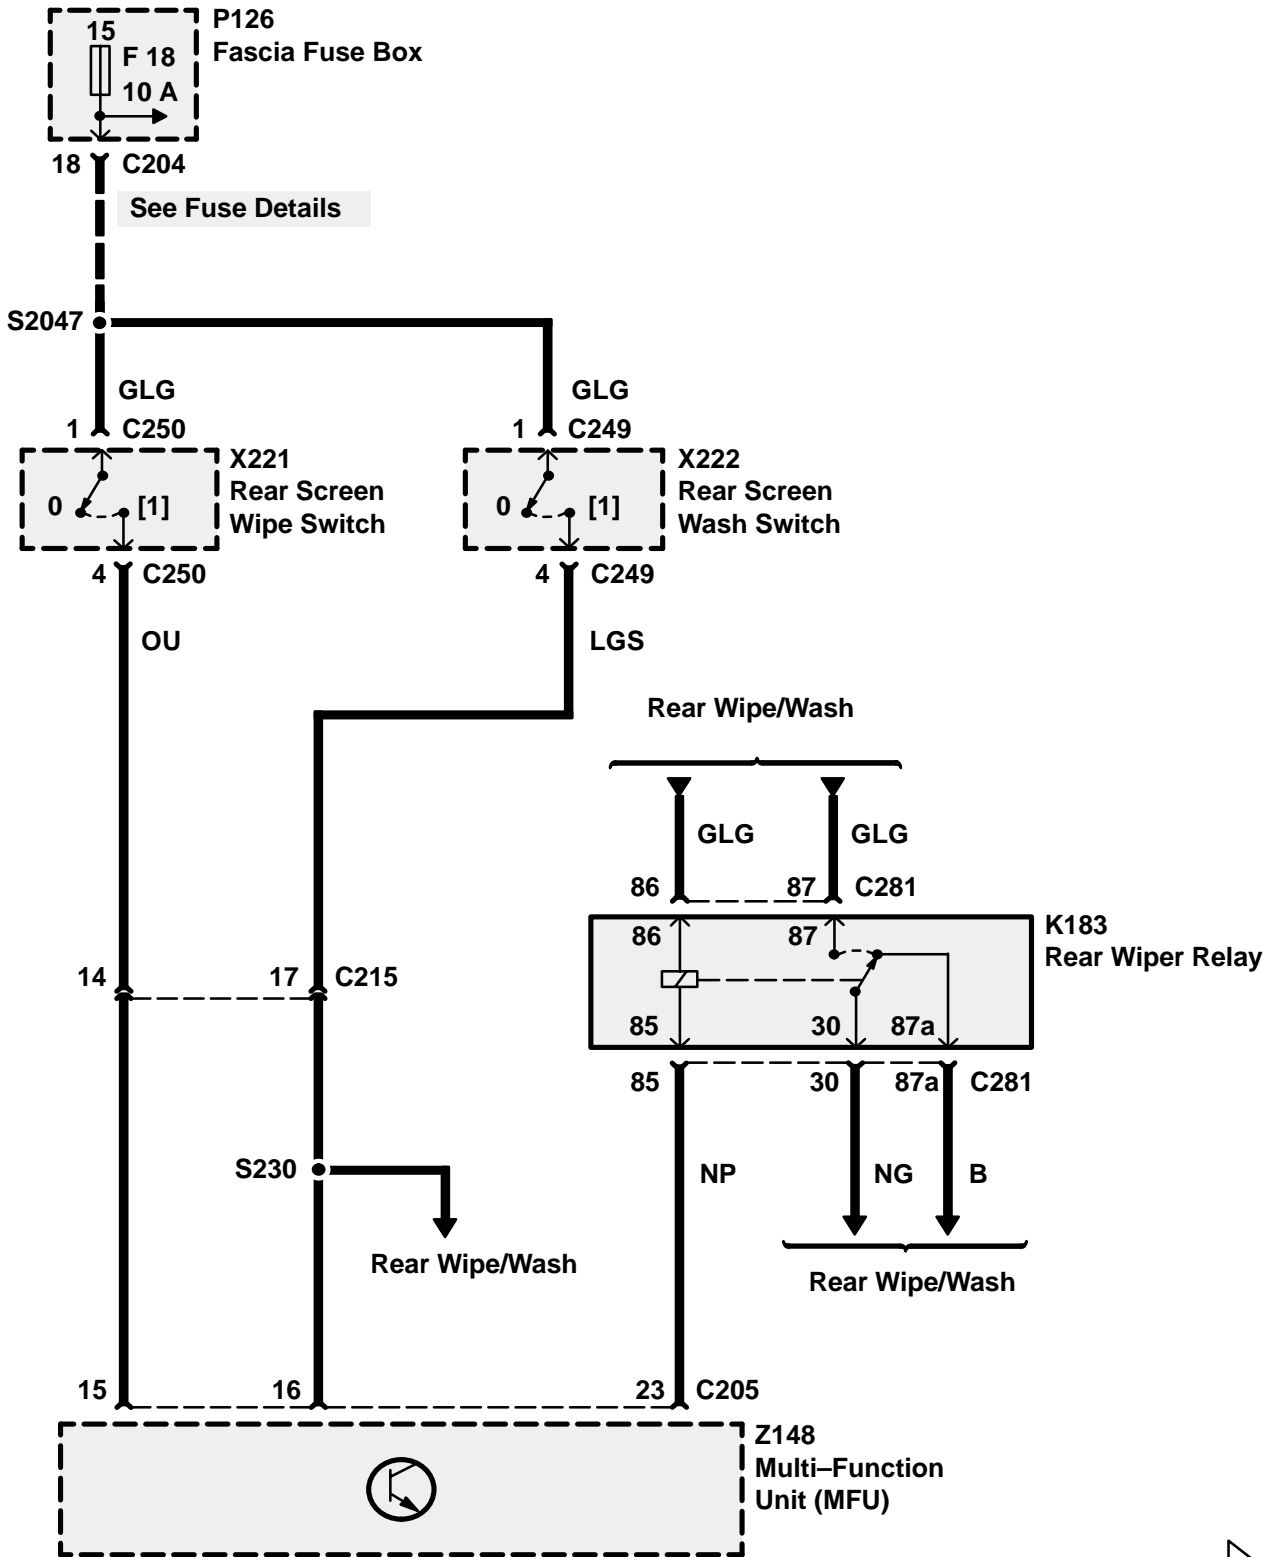 P126
Fascia Fuse Box
15
F 18
10 A
18 C204
See Fuse Details
S2047
GLG GLG
1 C250 1 C249
X221
Rear Screen
Wipe Switch
0 [1]
X222
Rear Screen
Wash Switch
0 [1]
4 C250 4 C249
OU LGS
Rear Wipe/Wash
GLG GLG
86 87 C281
86 87
K183
Rear Wiper Relay
14 17 C215
85 30 87a
85 30 87a C281
S230
NP NG B
Rear Wipe/Wash
Rear Wipe/Wash
15 16 23 C205
Z148
Multi–Function
Unit (MFU)